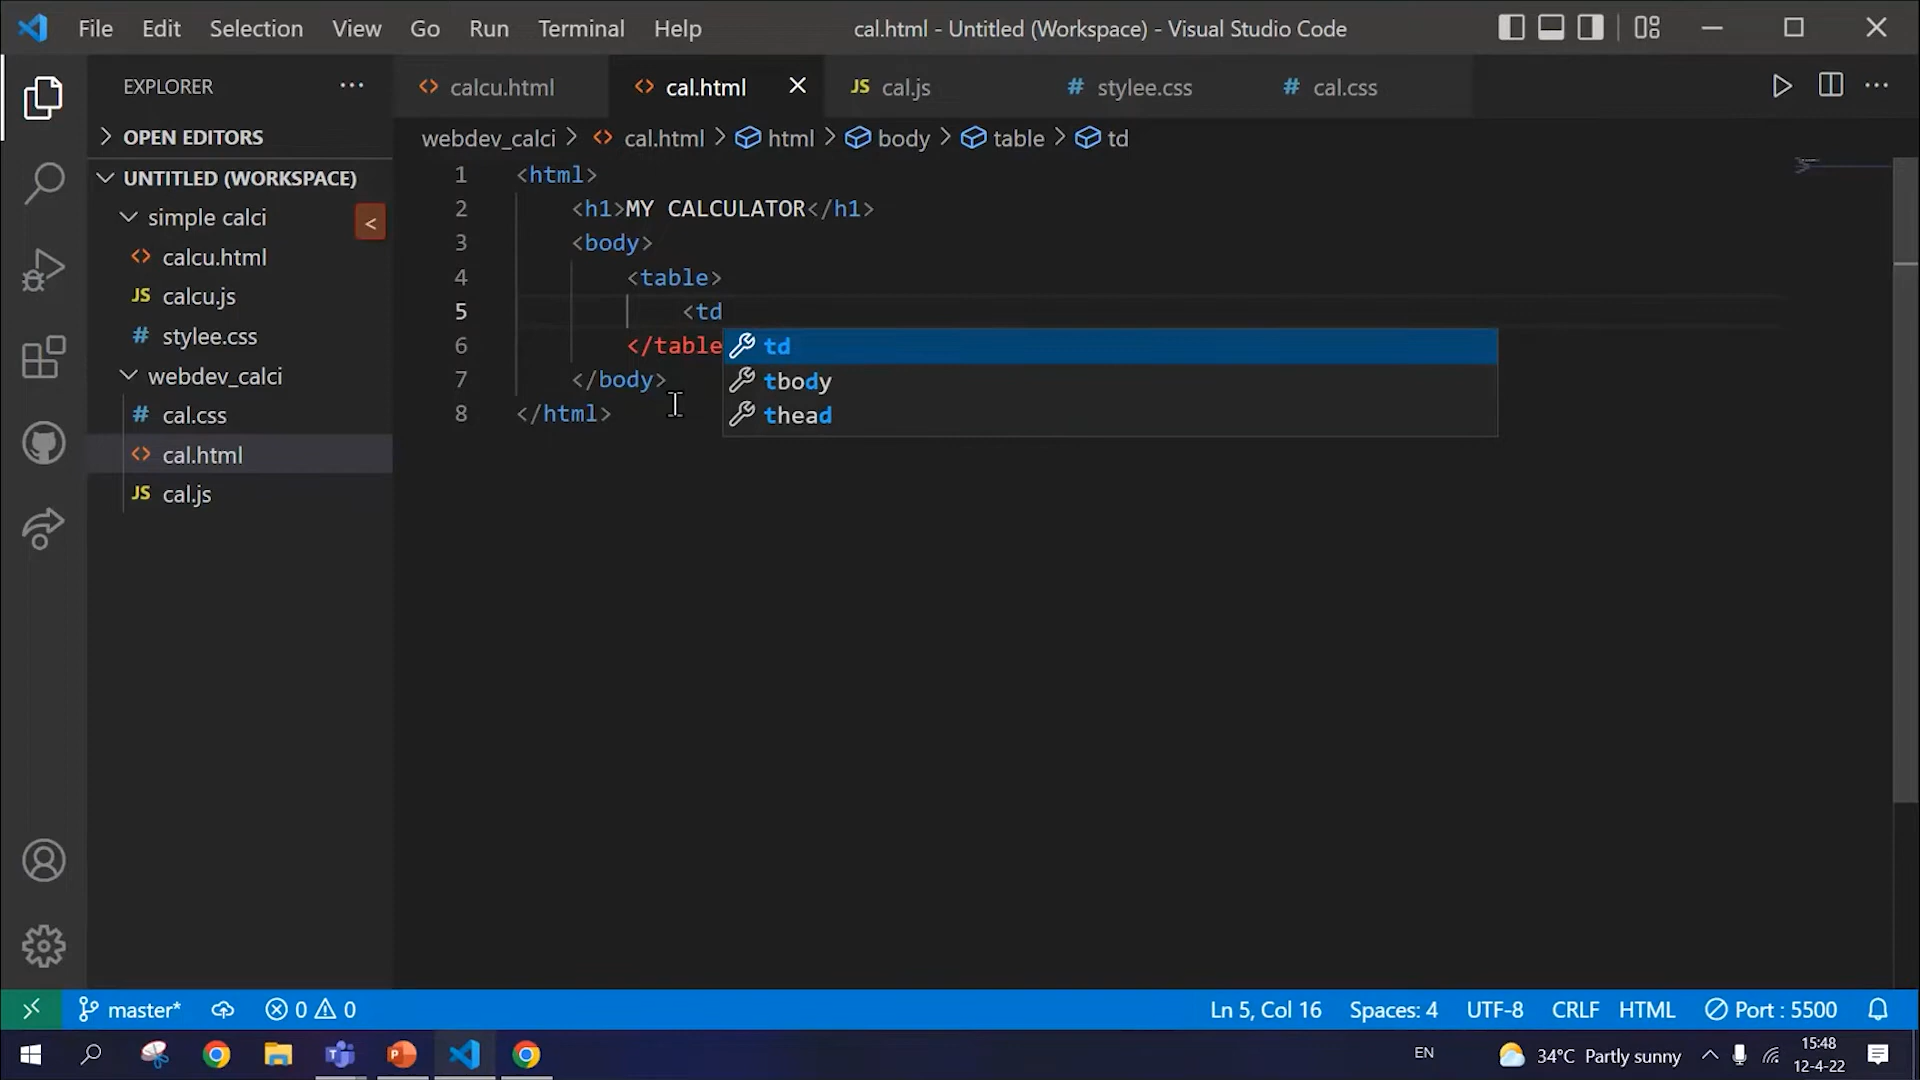 File Edit Selection View Go Run Terminal Help cal.html - Untitled (Workspace) - Visual Studio Code
EXPLORER
calcu.html cal.html cal.js stylee.css cal.css
OPEN EDITORS
webdev_calci > cal.html > html > body > table > td
UNTITLED (WORKSPACE)
simple calci
<
calcu.html
calcu.js
stylee.css
webdev_calci
cal.css
cal.html
cal.js
1 <html>
2 <h1>MY CALCULATOR</h1>
3 <body>
4 <table>
5 <td
6 </table
7 </body>
8 </html>
td
tbody
thead
master* 0 0 Ln 5, Col 16 Spaces: 4 UTF-8 CRLF HTML Port : 5500
EN 34°C Partly sunny 15:48
12-4-22